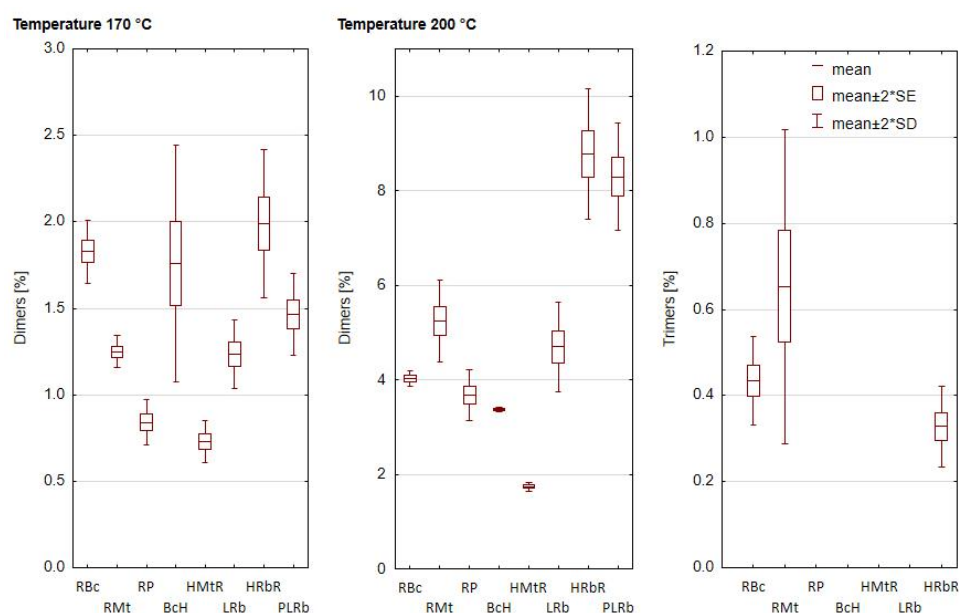 Temperature 170 °C
3.0
2.5
2.0
1.5
1.0
0.5
0.0
Dimers [%]
RBc RP HMtR HRbR
RMt BcH LRb PLRb
Temperature 200 °C
10
8
6
4
2
0
Dimers [%]
RBc RP HMtR HRbR
RMt BcH LRb PLRb
1.2
1.0
0.8
0.6
0.4
0.2
0.0
Trimers [%]
mean
mean±2*SE
mean±2*SD
RBc RP HMtR HRbR
RMt BcH LRb